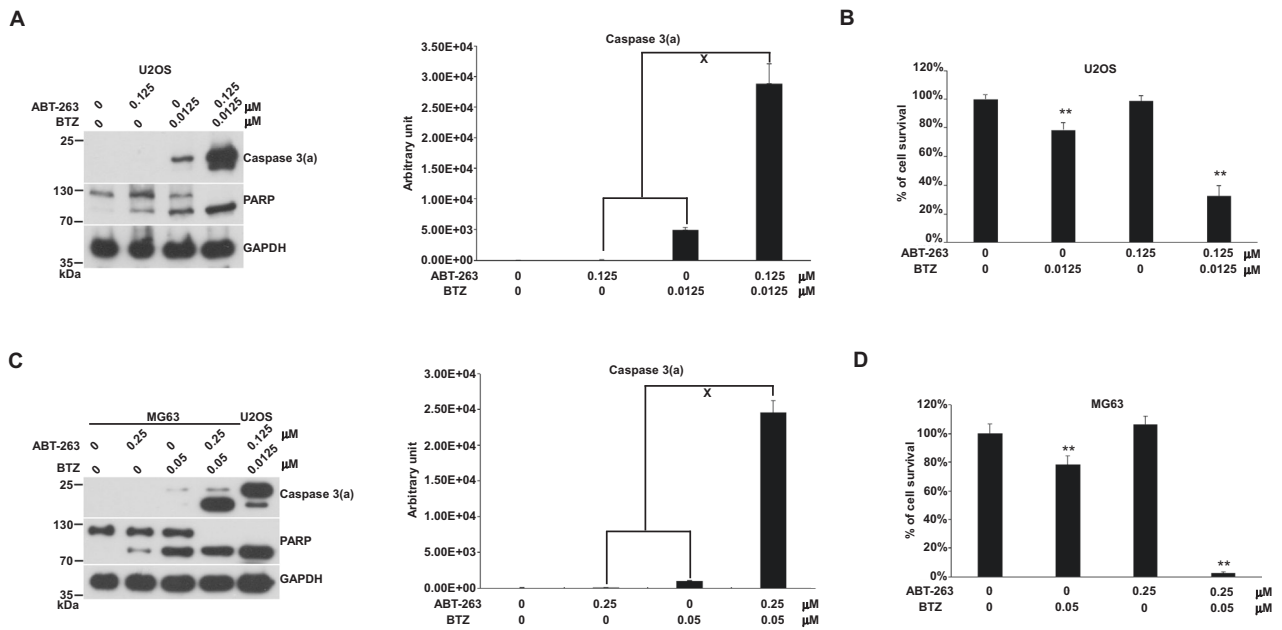 A
U2OS
ABT-263 0 0.125 0 0.125 µM
BTZ 0 0 0.0125 0.0125 µM
25
Caspase 3(a)
130
PARP
70
GAPDH
35
kDa
Caspase 3(a)
3.50E+04
X
3.00E+04
2.50E+04
2.00E+04
1.50E+04
1.00E+04
5.00E+03
0.00E+00
Arbitrary unit
ABT-263 0 0.125 0 0.125 µM
BTZ 0 0 0.0125 0.0125 µM
B
U2OS
120%
100%
80%
60%
40%
20%
0%
% of cell survival
**
**
ABT-263 0 0 0.125 0.125 µM
BTZ 0 0.0125 0 0.0125 µM
C
MG63 U2OS
ABT-263 0 0.25 0 0.25 0.125 µM
BTZ 0 0 0.05 0.05 0.0125 µM
25
Caspase 3(a)
130
PARP
70
GAPDH
35
kDa
Caspase 3(a)
3.00E+04
X
2.50E+04
2.00E+04
1.50E+04
1.00E+04
5.00E+03
0.00E+00
Arbitrary unit
ABT-263 0 0.25 0 0.25 µM
BTZ 0 0 0.05 0.05 µM
D
MG63
120%
100%
80%
60%
40%
20%
0%
% of cell survival
**
**
ABT-263 0 0 0.25 0.25 µM
BTZ 0 0.05 0 0.05 µM